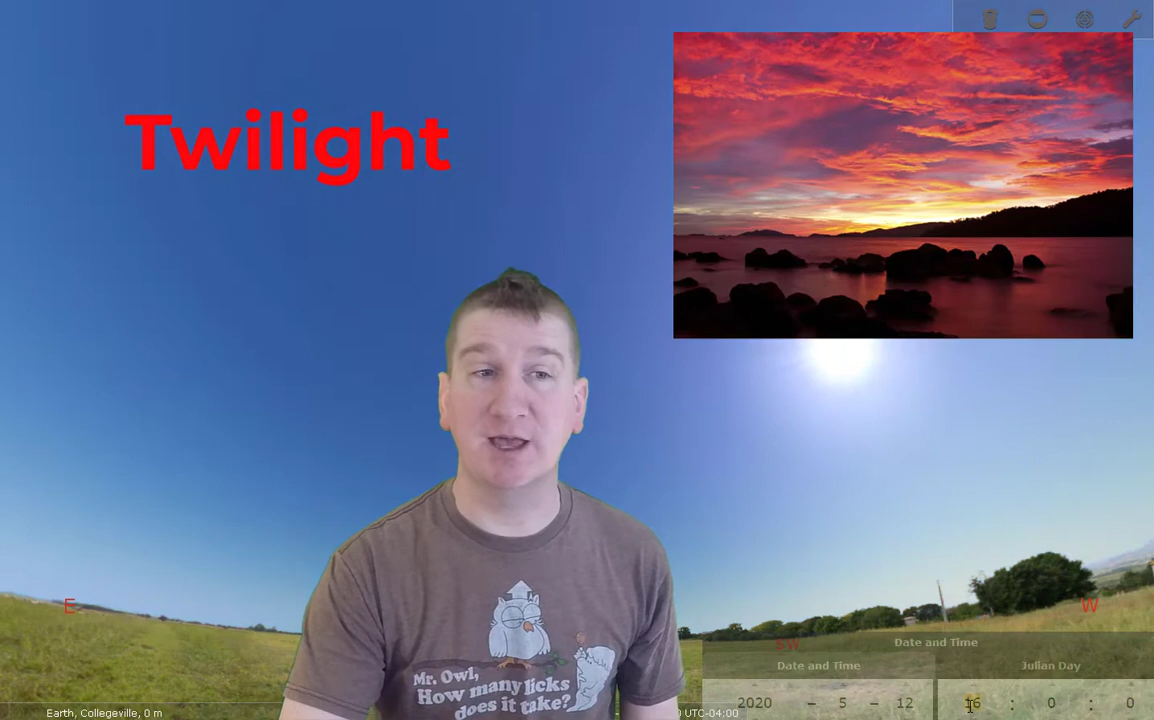 Twilight
E
W
SW
Date and Time
Date and Time Julian Day
2020 - 5 - 12 16 : 0 : 0
Mr. Owl,
How many licks
does it take?
Earth, Collegeville, 0 m
UTC-04:00